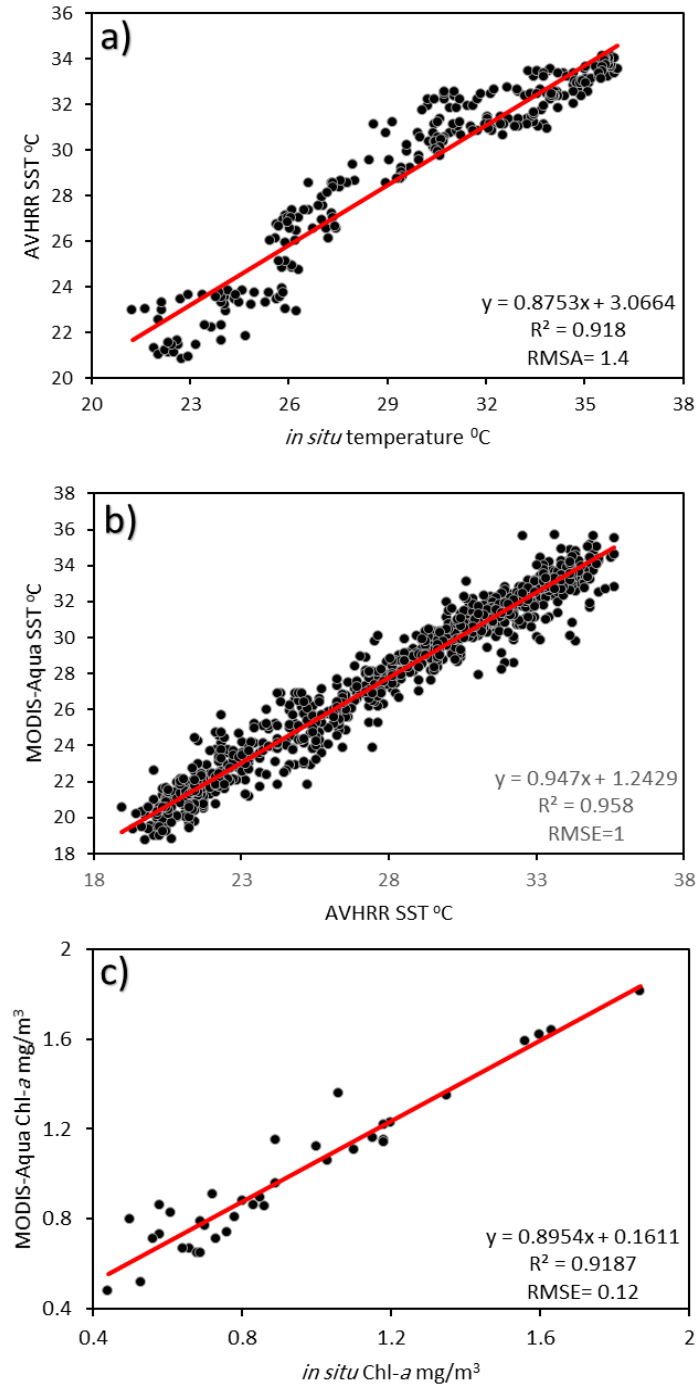 a)
36
34
32
30
28
26
24
22
20
AVHRR SST ⁰C
y = 0.8753x + 3.0664
R² = 0.918
RMSA= 1.4
20 23 26 29 32 35 38
in situ temperature ⁰C
b)
38
36
34
32
30
28
26
24
22
20
18
MODIS-Aqua SST ⁰C
y = 0.947x + 1.2429
R² = 0.958
RMSE=1
18 23 28 33 38
AVHRR SST ⁰C
c)
2
1.6
1.2
0.8
0.4
MODIS-Aqua Chl-a mg/m³
y = 0.8954x + 0.1611
R² = 0.9187
RMSE= 0.12
0.4 0.8 1.2 1.6 2
in situ Chl-a mg/m³